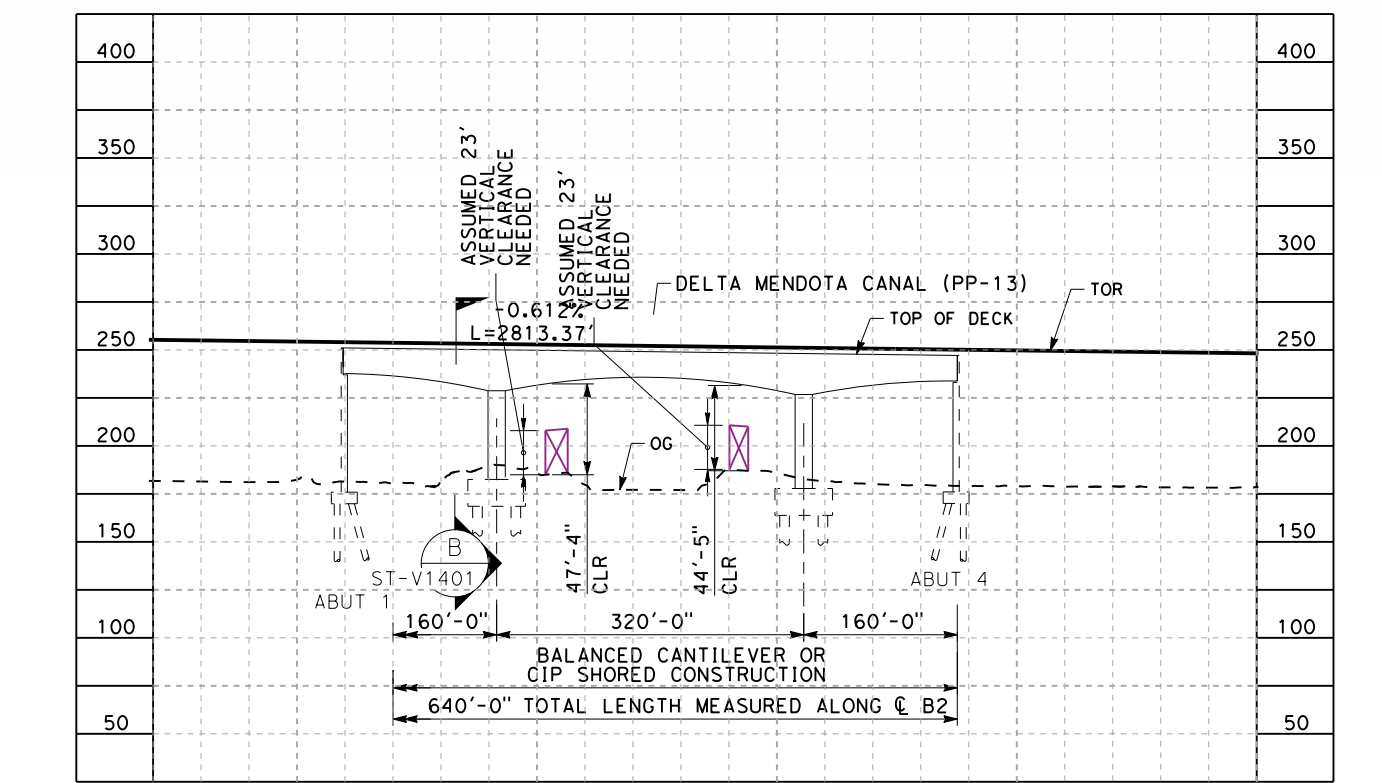 400
400
350
350
300
300
250
250
200
200
150
150
100
100
50
50
ASSUMED 23'
VERTICAL
CLEARANCE
NEEDED
ASSUMED 23'
VERTICAL
CLEARANCE
NEEDED
DELTA MENDOTA CANAL (PP-13)
TOR
-0.612%
L=2813.37'
TOP OF DECK
OG
47'-4"
CLR
44'-5"
CLR
B
ST-V1401
ABUT 1
ABUT 4
160'-0"
320'-0"
160'-0"
BALANCED CANTILEVER OR
CIP SHORED CONSTRUCTION
640'-0" TOTAL LENGTH MEASURED ALONG ℄ B2